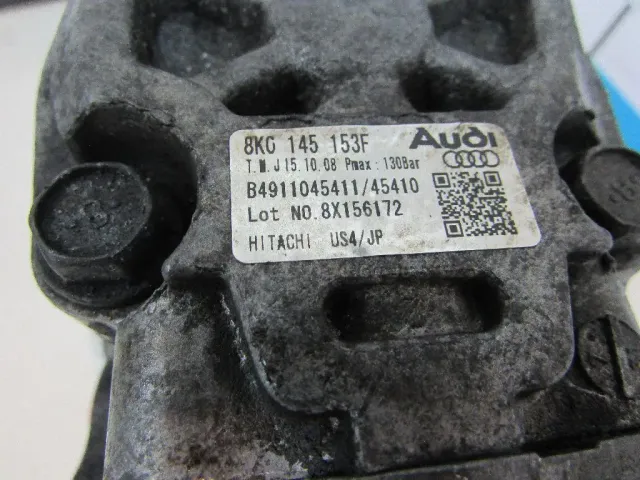 8K0 145 153F Audi
T.M.J 15.10.08 Pmax : 130Bar
B4911045411/45410
Lot NO.8X156172
HITACHI US4/JP